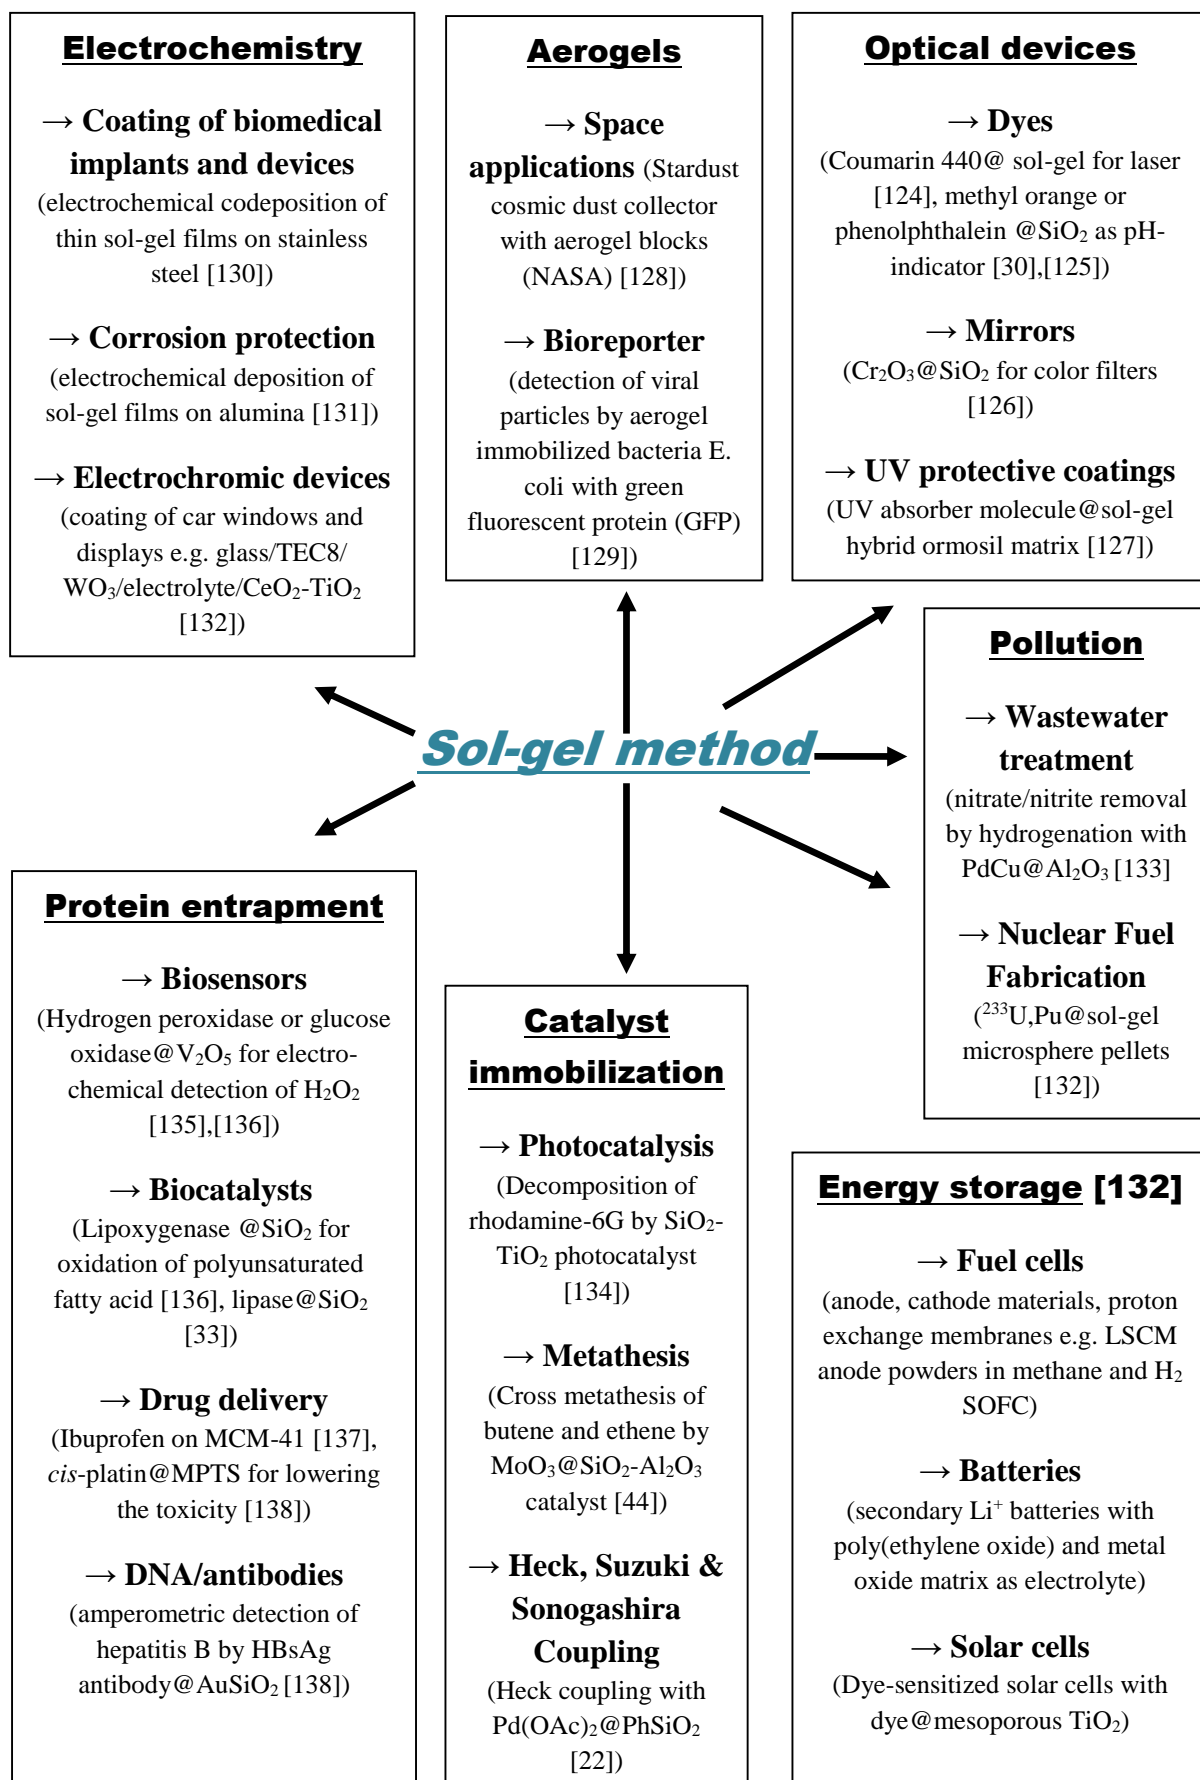 Electrochemistry
→ Coating of biomedical
implants and devices
(electrochemical codeposition of
thin sol-gel films on stainless
steel [130])
→ Corrosion protection
(electrochemical deposition of
sol-gel films on alumina [131])
→ Electrochromic devices
(coating of car windows and
displays e.g. glass/TEC8/
WO₃/electrolyte/CeO₂-TiO₂
[132])
Aerogels
→ Space
applications (Stardust
cosmic dust collector
with aerogel blocks
(NASA) [128])
→ Bioreporter
(detection of viral
particles by aerogel
immobilized bacteria E.
coli with green
fluorescent protein (GFP)
[129])
Optical devices
→ Dyes
(Coumarin 440@ sol-gel for laser
[124], methyl orange or
phenolphthalein @SiO₂ as pH-
indicator [30],[125])
→ Mirrors
(Cr₂O₃@SiO₂ for color filters
[126])
→ UV protective coatings
(UV absorber molecule@sol-gel
hybrid ormosil matrix [127])
Sol-gel method
Pollution
→ Wastewater
treatment
(nitrate/nitrite removal
by hydrogenation with
PdCu@Al₂O₃ [133]
→ Nuclear Fuel
Fabrication
(²³³U,Pu@sol-gel
microsphere pellets
[132])
Protein entrapment
→ Biosensors
(Hydrogen peroxidase or glucose
oxidase@V₂O₅ for electro-
chemical detection of H₂O₂
[135],[136])
→ Biocatalysts
(Lipoxygenase @SiO₂ for
oxidation of polyunsaturated
fatty acid [136], lipase@SiO₂
[33])
→ Drug delivery
(Ibuprofen on MCM-41 [137],
cis-platin@MPTS for lowering
the toxicity [138])
→ DNA/antibodies
(amperometric detection of
hepatitis B by HBsAg
antibody@AuSiO₂ [138])
Catalyst
immobilization
→ Photocatalysis
(Decomposition of
rhodamine-6G by SiO₂-
TiO₂ photocatalyst
[134])
→ Metathesis
(Cross metathesis of
butene and ethene by
MoO₃@SiO₂-Al₂O₃
catalyst [44])
→ Heck, Suzuki &
Sonogashira
Coupling
(Heck coupling with
Pd(OAc)₂@PhSiO₂
[22])
Energy storage [132]
→ Fuel cells
(anode, cathode materials, proton
exchange membranes e.g. LSCM
anode powders in methane and H₂
SOFC)
→ Batteries
(secondary Li⁺ batteries with
poly(ethylene oxide) and metal
oxide matrix as electrolyte)
→ Solar cells
(Dye-sensitized solar cells with
dye@mesoporous TiO₂)